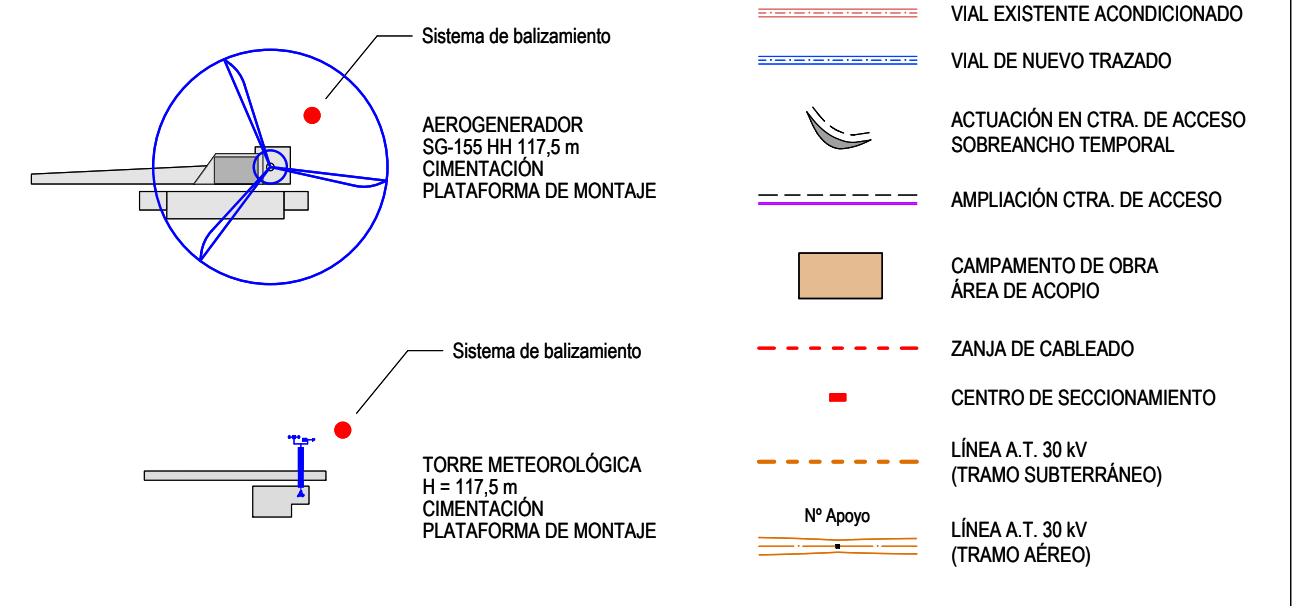 Sistema de balizamiento
AEROGENERADOR
SG-155 HH 117,5 m
CIMENTACIÓN
PLATAFORMA DE MONTAJE
Sistema de balizamiento
TORRE METEOROLÓGICA
H = 117,5 m
CIMENTACIÓN
PLATAFORMA DE MONTAJE
VIAL EXISTENTE ACONDICIONADO
VIAL DE NUEVO TRAZADO
ACTUACIÓN EN CTRA. DE ACCESO
SOBREANCHO TEMPORAL
AMPLIACIÓN CTRA. DE ACCESO
CAMPAMENTO DE OBRA
ÁREA DE ACOPIO
ZANJA DE CABLEADO
CENTRO DE SECCIONAMIENTO
LÍNEA A.T. 30 kV
(TRAMO SUBTERRÁNEO)
Nº Apoyo
LÍNEA A.T. 30 kV
(TRAMO AÉREO)